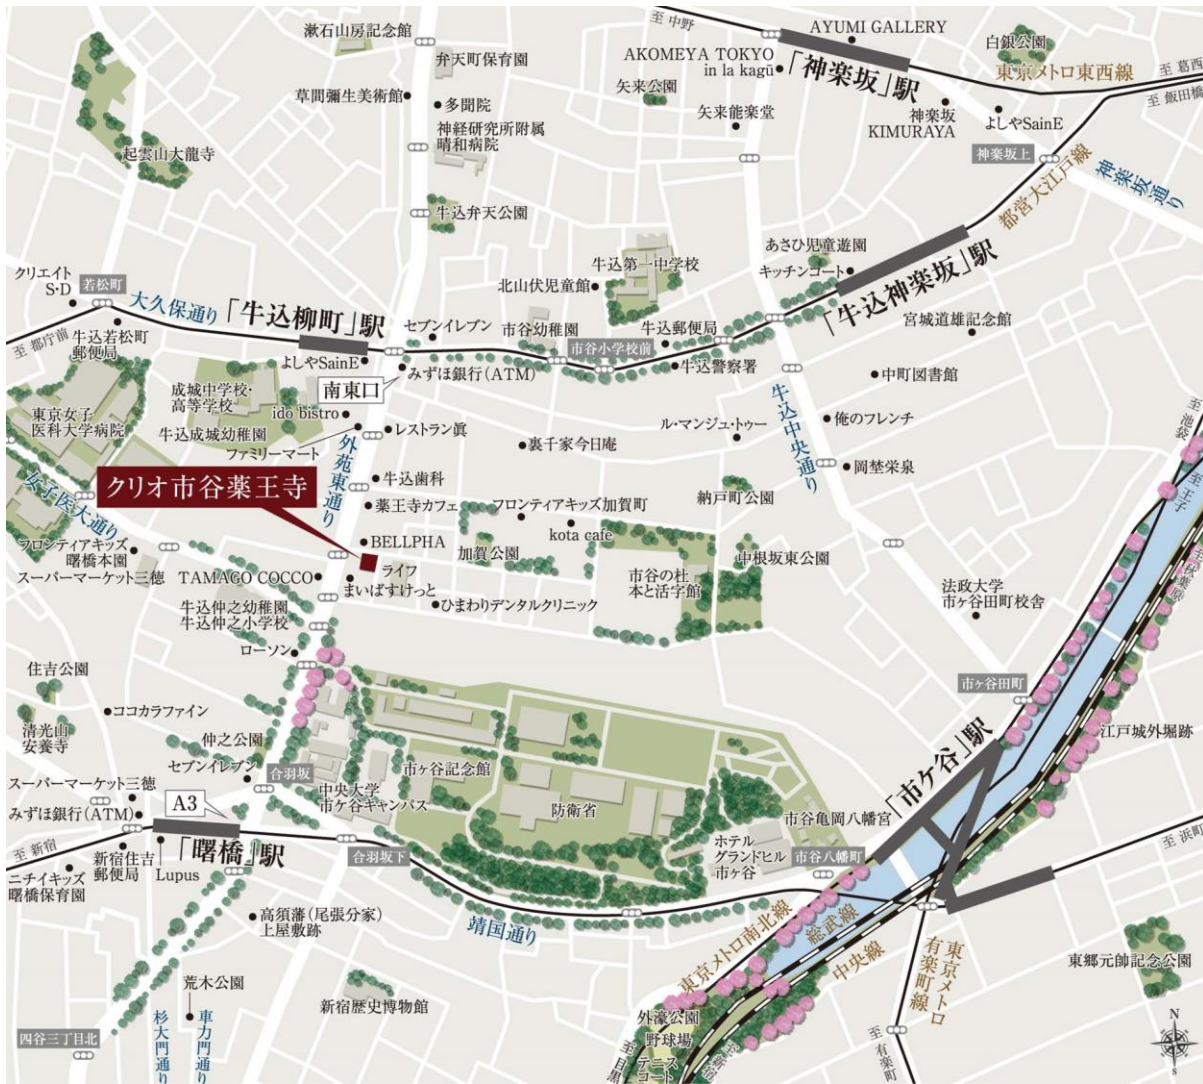 漱石山房記念館
弁天町保育園
至 中野
AYUMI GALLERY
AKOMEYA TOKYO
in la kagū
「神楽坂」駅
白銀公園
東京メトロ東西線
至 葛西
至 飯田橋
草間彌生美術館
多聞院
矢来公園
矢来能楽堂
神楽坂
KIMURAYA
よしやSainE
神経研究所附属
晴和病院
神楽坂上
起雲山大龍寺
神楽坂通り
都営大江戸線
牛込弁天公園
牛込第一中学校
あさひ児童遊園
キッチンコート
「牛込神楽坂」駅
クリエイト
S・D
若松町
大久保通り
「牛込柳町」駅
北山伏児童館
セブンイレブン
市谷幼稚園
牛込郵便局
宮城道雄記念館
至 都庁前
牛込若松町
郵便局
よしやSainE
市谷小学校前
みずほ銀行(ATM)
牛込警察署
南東口
中町図書館
成城中学校・
高等学校
東京女子
医科大学病院
ido bistro
牛込成城幼稚園
レストラン眞
ファミリーマート
外苑東通り
裏千家今日庵
ル・マンジュ・トゥー
牛込中央通り
俺のフレンチ
岡埜栄泉
至 池袋
至 王子
至 秋葉原
クリオ市谷薬王寺
牛込歯科
女子医大通り
薬王寺カフェ
フロンティアキッズ加賀町
納戸町公園
kota cafe
BELLPHA
加賀公園
中根坂東公園
フロンティアキッズ
曙橋本園
スーパーマーケット三徳
TAMAGO COCCO
ライフ
まいばすけっと
市谷の杜
本と活字館
ひまわりデンタルクリニック
法政大学
市ヶ谷田町校舎
牛込仲之幼稚園
牛込仲之小学校
ローソン
住吉公園
市ヶ谷田町
ココカラファイン
清光山
安養寺
仲之公園
江戸城外堀跡
セブンイレブン
市ヶ谷記念館
「市ケ谷」駅
スーパーマーケット三徳
合羽坂
中央大学
市ケ谷キャンパス
防衛省
市谷亀岡八幡宮
みずほ銀行(ATM)
A3
至 浜町
至 新宿
「曙橋」駅
合羽坂下
ホテル
グランドヒル
市ヶ谷
市谷八幡町
新宿住吉
郵便局
Lupus
ニチイキッズ
曙橋保育園
高須藩(尾張分家)
上屋敷跡
靖国通り
東京メトロ南北線
総武線
中央線
東京メトロ
有楽町線
東郷元帥記念公園
荒木公園
新宿歴史博物館
外濠公園
野球場
テニス
コート
四谷三丁目北
杉大門通り
車力門通り
至 目黒
至 新宿
至 有楽町
N
S